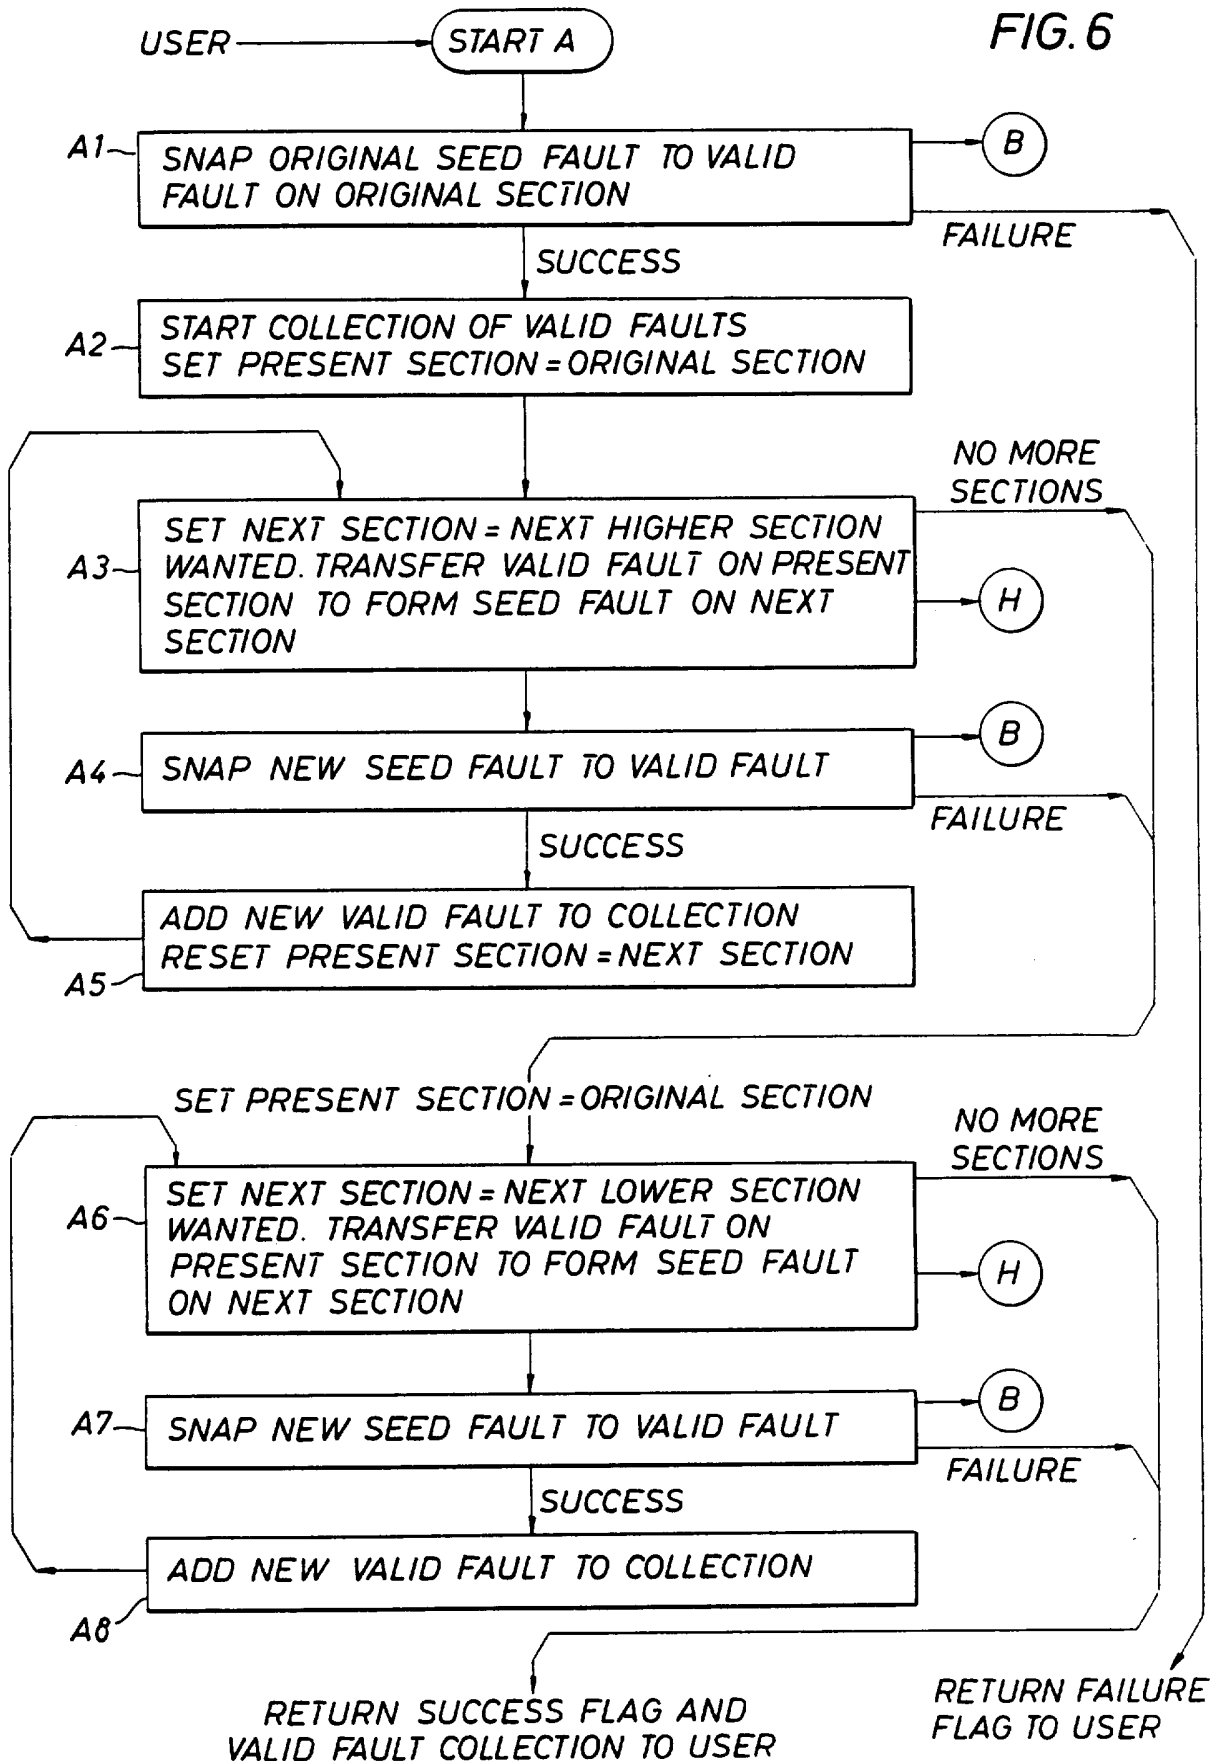 FIG. 6
USER
START A
A1
SNAP ORIGINAL SEED FAULT TO VALID
FAULT ON ORIGINAL SECTION
B
FAILURE
SUCCESS
A2
START COLLECTION OF VALID FAULTS
SET PRESENT SECTION = ORIGINAL SECTION
NO MORE
SECTIONS
A3
SET NEXT SECTION = NEXT HIGHER SECTION
WANTED. TRANSFER VALID FAULT ON PRESENT
SECTION TO FORM SEED FAULT ON NEXT
SECTION
H
A4
SNAP NEW SEED FAULT TO VALID FAULT
B
FAILURE
SUCCESS
ADD NEW VALID FAULT TO COLLECTION
RESET PRESENT SECTION = NEXT SECTION
A5
SET PRESENT SECTION = ORIGINAL SECTION
NO MORE
SECTIONS
A6
SET NEXT SECTION = NEXT LOWER SECTION
WANTED. TRANSFER VALID FAULT ON
PRESENT SECTION TO FORM SEED FAULT
ON NEXT SECTION
H
A7
SNAP NEW SEED FAULT TO VALID FAULT
B
FAILURE
SUCCESS
ADD NEW VALID FAULT TO COLLECTION
A8
RETURN SUCCESS FLAG AND
VALID FAULT COLLECTION TO USER
RETURN FAILURE
FLAG TO USER